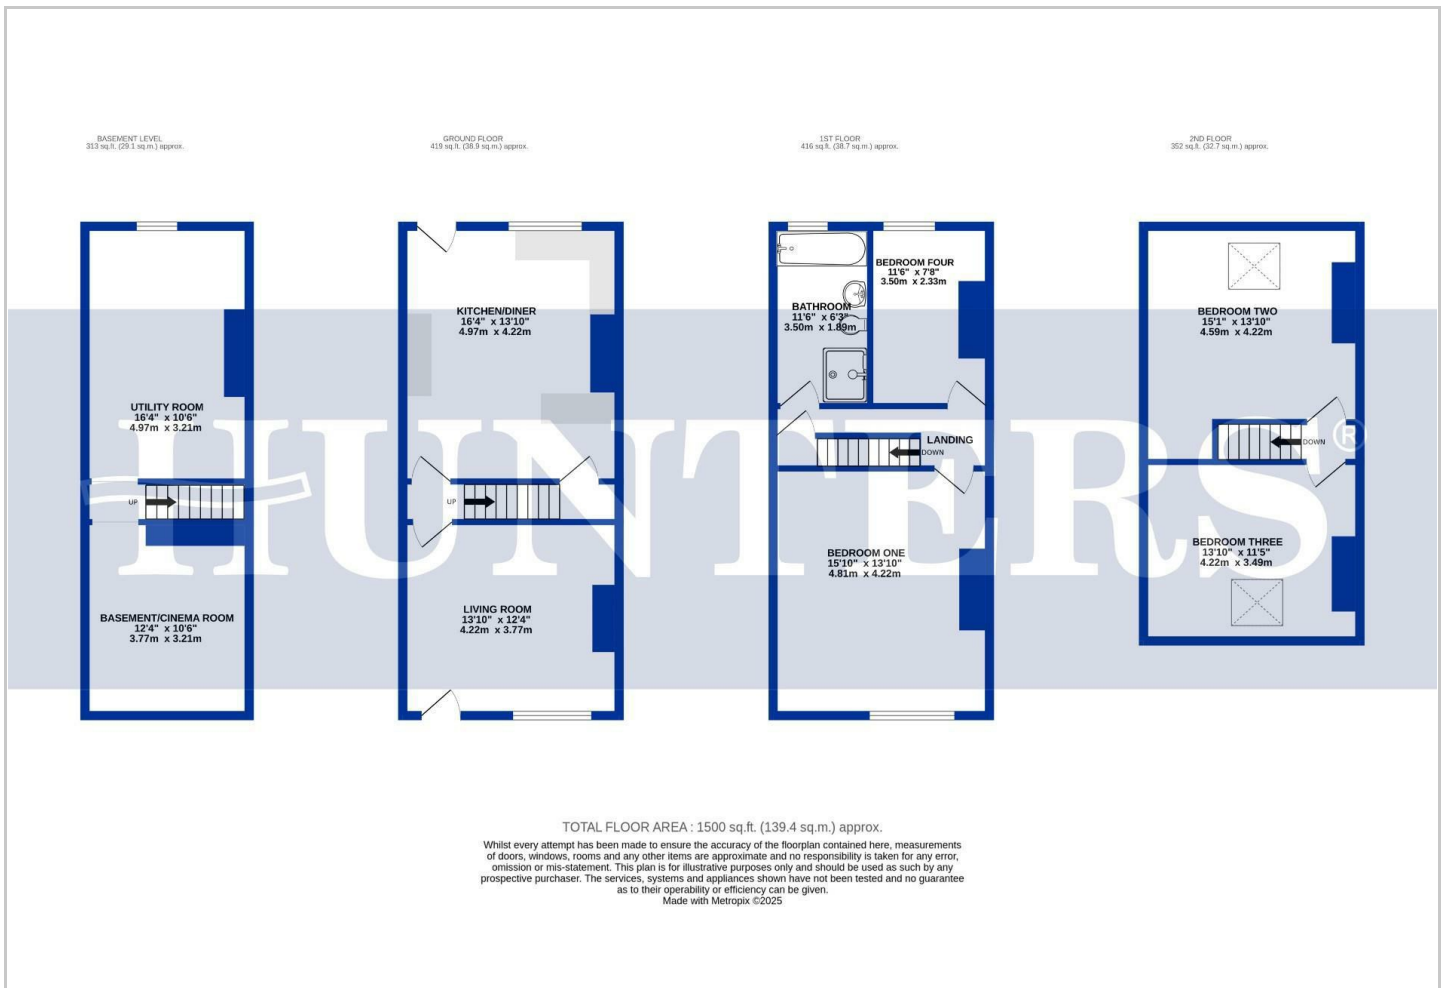 BASEMENT LEVEL
313 sq.ft. (29.1 sq.m.) approx.
GROUND FLOOR
419 sq.ft. (38.9 sq.m.) approx.
1ST FLOOR
416 sq.ft. (38.7 sq.m.) approx.
2ND FLOOR
352 sq.ft. (32.7 sq.m.) approx.
UTILITY ROOM
16'4" x 10'6"
4.97m x 3.21m
UP
BASEMENT/CINEMA ROOM
12'4" x 10'6"
3.77m x 3.21m
KITCHEN/DINER
16'4" x 13'10"
4.97m x 4.22m
UP
LIVING ROOM
13'10" x 12'4"
4.22m x 3.77m
BATHROOM
11'6" x 6'3"
3.50m x 1.89m
BEDROOM FOUR
11'6" x 7'8"
3.50m x 2.33m
LANDING
DOWN
BEDROOM ONE
15'10" x 13'10"
4.81m x 4.22m
BEDROOM TWO
15'1" x 13'10"
4.59m x 4.22m
DOWN
BEDROOM THREE
13'10" x 11'5"
4.22m x 3.49m
HUNTERS®
TOTAL FLOOR AREA : 1500 sq.ft. (139.4 sq.m.) approx.
Whilst every attempt has been made to ensure the accuracy of the floorplan contained here, measurements
of doors, windows, rooms and any other items are approximate and no responsibility is taken for any error,
omission or mis-statement. This plan is for illustrative purposes only and should be used as such by any
prospective purchaser. The services, systems and appliances shown have not been tested and no guarantee
as to their operability or efficiency can be given.
Made with Metropix ©2025